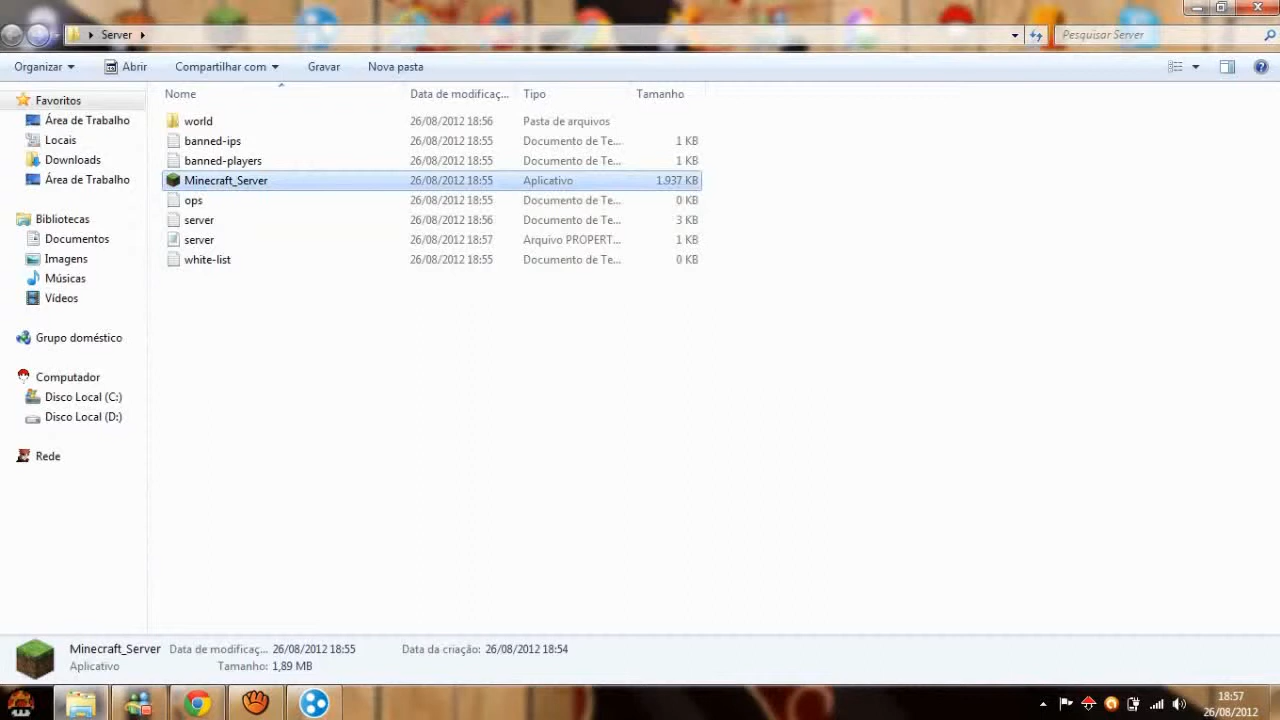 Server
Pesquisar Server
Organizar
Abrir
Compartilhar com
Gravar
Nova pasta
Nome
Data de modificaç...
Tipo
Tamanho
Favoritos
Área de Trabalho
Locais
Downloads
Área de Trabalho
Bibliotecas
Documentos
Imagens
Músicas
Vídeos
Grupo doméstico
Computador
Disco Local (C:)
Disco Local (D:)
Rede
world 26/08/2012 18:56 Pasta de arquivos
banned-ips 26/08/2012 18:55 Documento de Te... 1 KB
banned-players 26/08/2012 18:55 Documento de Te... 1 KB
Minecraft_Server 26/08/2012 18:55 Aplicativo 1.937 KB
ops 26/08/2012 18:55 Documento de Te... 0 KB
server 26/08/2012 18:56 Documento de Te... 3 KB
server 26/08/2012 18:57 Arquivo PROPERT... 1 KB
white-list 26/08/2012 18:55 Documento de Te... 0 KB
Minecraft_Server Data de modificaç... 26/08/2012 18:55 Data da criação: 26/08/2012 18:54
Aplicativo Tamanho: 1,89 MB
18:57
26/08/2012